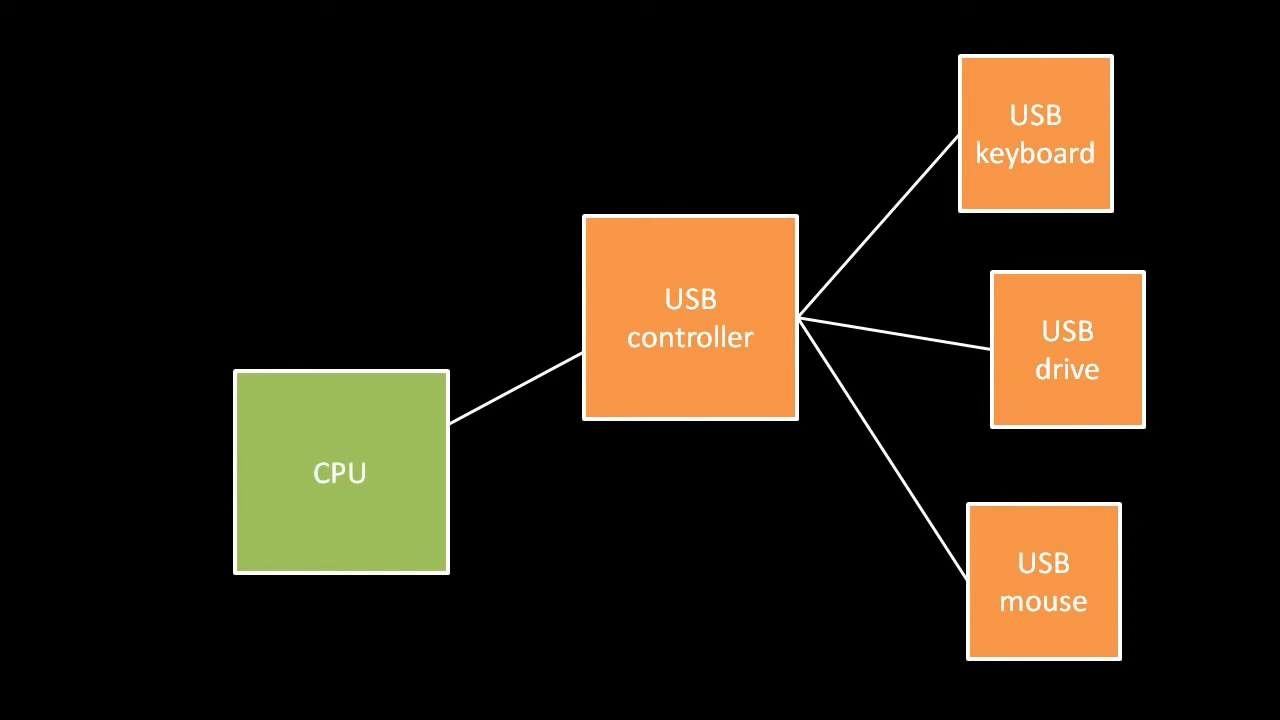 USB
keyboard
USB
controller
USB
drive
CPU
USB
mouse